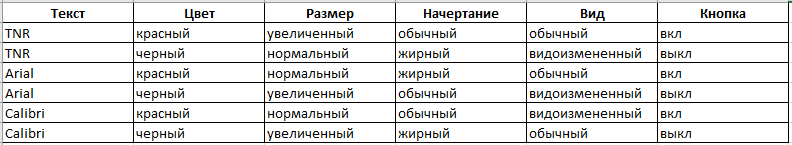 Текст Цвет Размер Начертание Вид Кнопка
TNR красный увеличенный обычный обычный вкл
TNR черный нормальный жирный видоизмененный выкл
Arial красный нормальный жирный обычный вкл
Arial черный увеличенный обычный видоизмененный выкл
Calibri красный нормальный обычный видоизмененный вкл
Calibri черный увеличенный жирный обычный выкл